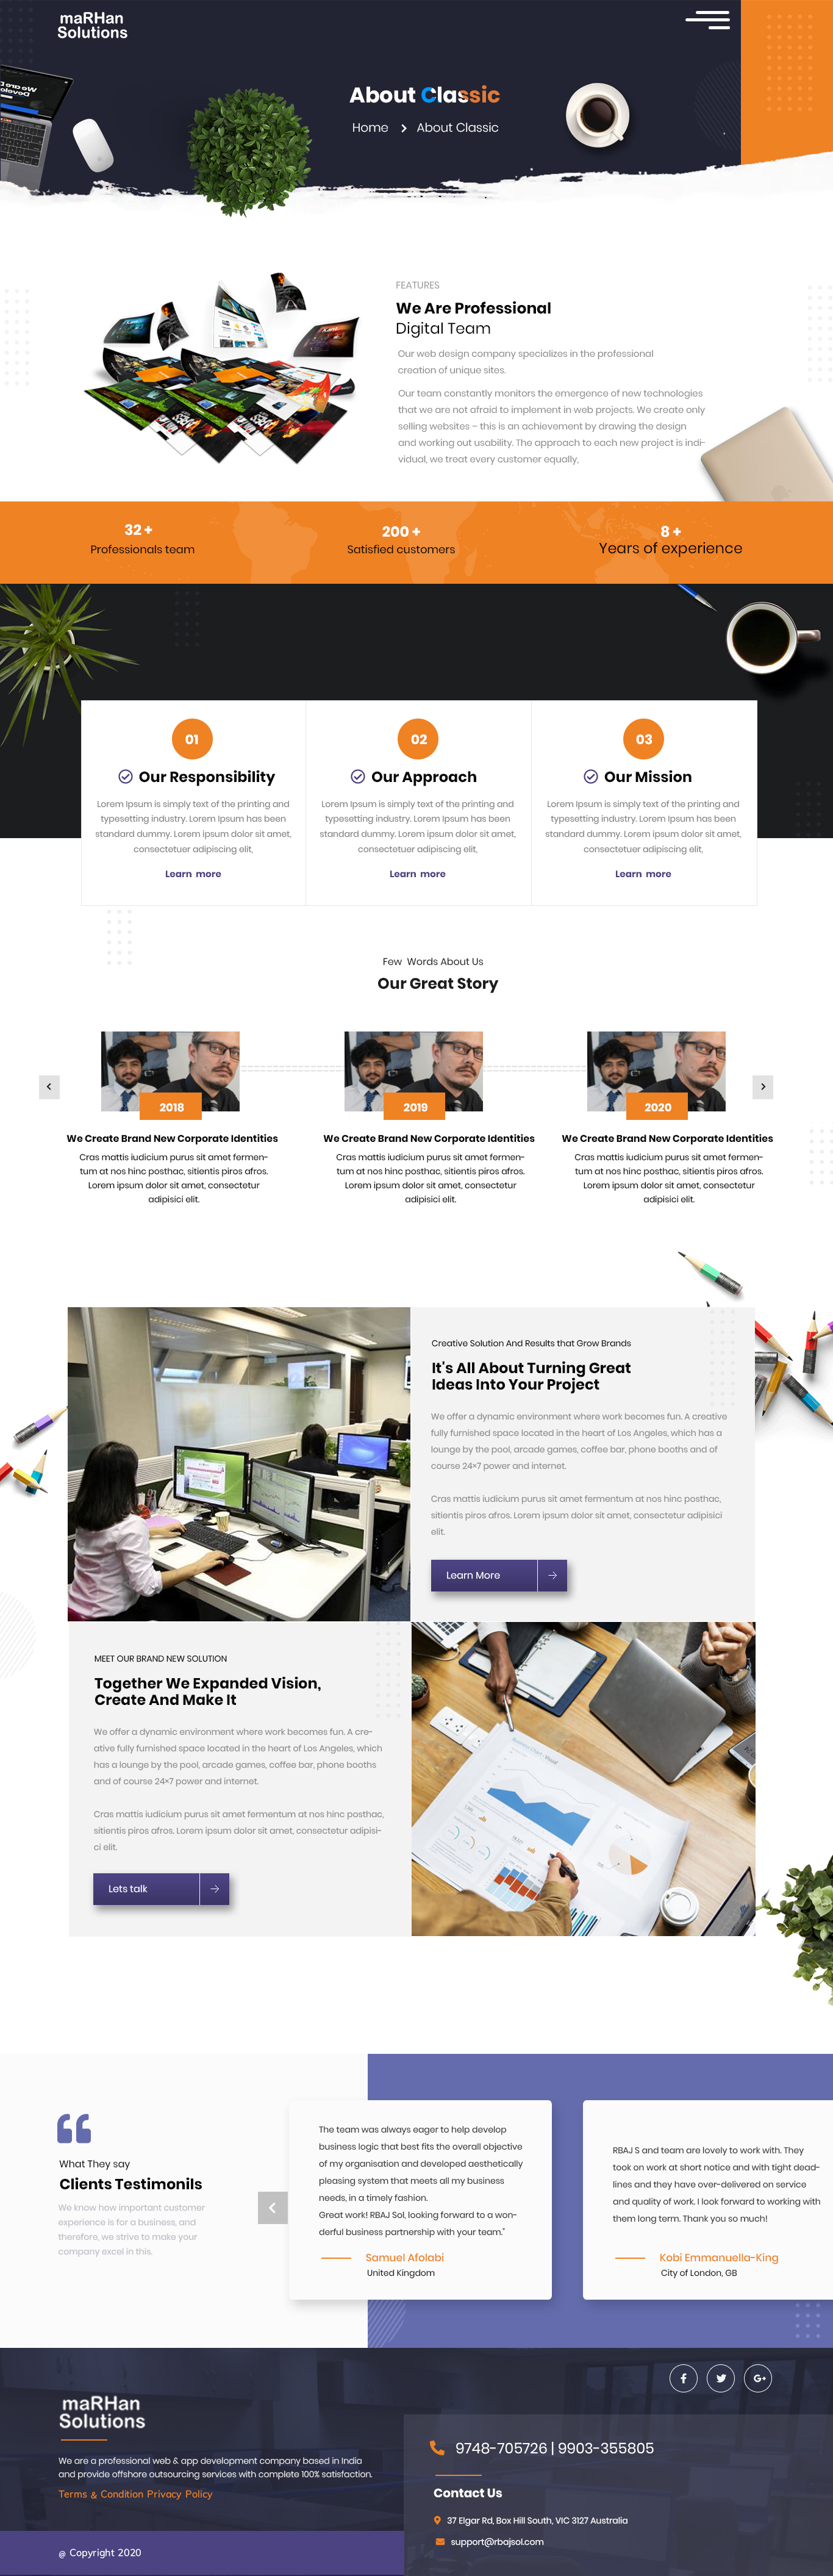 maRHan
Solutions
About Classic
Home > About Classic
FEATURES
We Are Professional
Digital Team
Our web design company specializes in the professional
creation of unique sites.
Our team constantly monitors the emergence of new technologies
that we are not afraid to implement in web projects. We create only
selling websites – this is an achievement by drawing the design
and working out usability. The approach to each new project is indi-
vidual, we treat every customer equally,
32 +
Professionals team
200 +
Satisfied customers
8 +
Years of experience
01
Our Responsibility
Lorem Ipsum is simply text of the printing and
typesetting industry. Lorem Ipsum has been
standard dummy. Lorem ipsum dolor sit amet,
consectetuer adipiscing elit,
Learn more
02
Our Approach
Lorem Ipsum is simply text of the printing and
typesetting industry. Lorem Ipsum has been
standard dummy. Lorem ipsum dolor sit amet,
consectetuer adipiscing elit,
Learn more
03
Our Mission
Lorem Ipsum is simply text of the printing and
typesetting industry. Lorem Ipsum has been
standard dummy. Lorem ipsum dolor sit amet,
consectetuer adipiscing elit,
Learn more
Few Words About Us
Our Great Story
2018
We Create Brand New Corporate Identities
Cras mattis iudicium purus sit amet fermen-
tum at nos hinc posthac, sitientis piros afros.
Lorem ipsum dolor sit amet, consectetur
adipisici elit.
2019
We Create Brand New Corporate Identities
Cras mattis iudicium purus sit amet fermen-
tum at nos hinc posthac, sitientis piros afros.
Lorem ipsum dolor sit amet, consectetur
adipisici elit.
2020
We Create Brand New Corporate Identities
Cras mattis iudicium purus sit amet fermen-
tum at nos hinc posthac, sitientis piros afros.
Lorem ipsum dolor sit amet, consectetur
adipisici elit.
Creative Solution And Results that Grow Brands
It's All About Turning Great
Ideas Into Your Project
We offer a dynamic environment where work becomes fun. A creative
fully furnished space located in the heart of Los Angeles, which has a
lounge by the pool, arcade games, coffee bar, phone booths and of
course 24×7 power and internet.
Cras mattis iudicium purus sit amet fermentum at nos hinc posthac,
sitientis piros afros. Lorem ipsum dolor sit amet, consectetur adipisici
elit.
Learn More
MEET OUR BRAND NEW SOLUTION
Together We Expanded Vision,
Create And Make It
We offer a dynamic environment where work becomes fun. A cre-
ative fully furnished space located in the heart of Los Angeles, which
has a lounge by the pool, arcade games, coffee bar, phone booths
and of course 24×7 power and internet.
Cras mattis iudicium purus sit amet fermentum at nos hinc posthac,
sitientis piros afros. Lorem ipsum dolor sit amet, consectetur adipisi-
ci elit.
Lets talk
What They say
Clients Testimonils
We know how important customer
experience is for a business, and
therefore, we strive to make your
company excel in this.
The team was always eager to help develop
business logic that best fits the overall objective
of my organisation and developed aesthetically
pleasing system that meets all my business
needs, in a timely fashion.
Great work! RBAJ Sol, looking forward to a won-
derful business partnership with your team."
Samuel Afolabi
United Kingdom
RBAJ S and team are lovely to work with. They
took on work at short notice and with tight dead-
lines and they have over-delivered on service
and quality of work. I look forward to working with
them long term. Thank you so much!
Kobi Emmanuella-King
City of London, GB
maRHan
Solutions
We are a professional web & app development company based in India
and provide offshore outsourcing services with complete 100% satisfaction.
Terms & Condition Privacy Policy
@ Copyright 2020
9748-705726 | 9903-355805
Contact Us
37 Elgar Rd, Box Hill South, VIC 3127 Australia
support@rbajsol.com